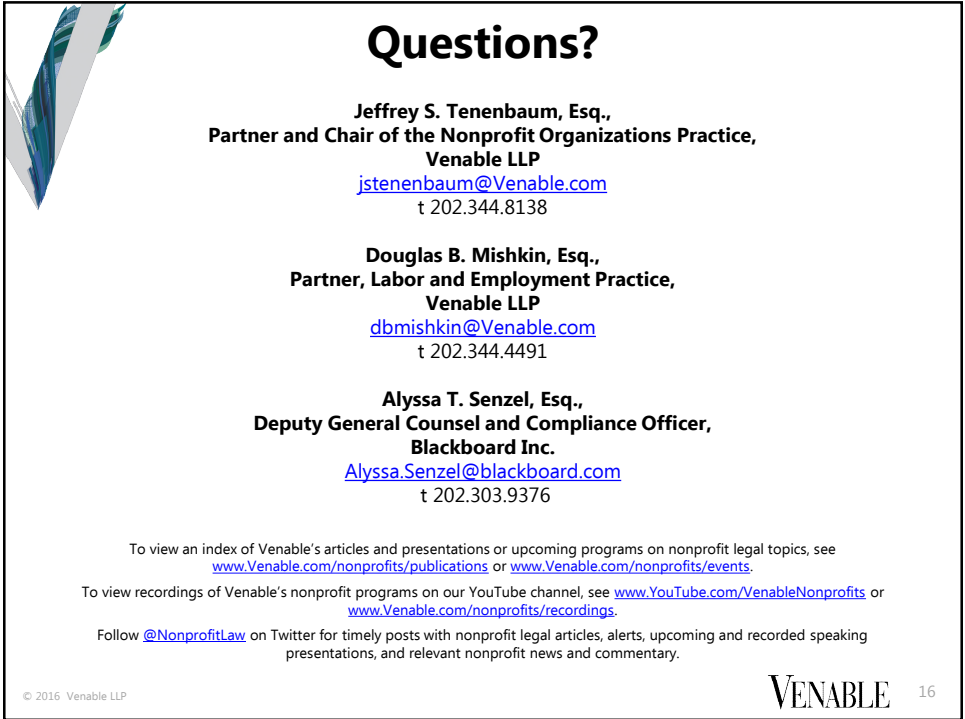 Questions?
Jeffrey S. Tenenbaum, Esq.,
Partner and Chair of the Nonprofit Organizations Practice,
Venable LLP
jstenenbaum@Venable.com
t 202.344.8138
Douglas B. Mishkin, Esq.,
Partner, Labor and Employment Practice,
Venable LLP
dbmishkin@Venable.com
t 202.344.4491
Alyssa T. Senzel, Esq.,
Deputy General Counsel and Compliance Officer,
Blackboard Inc.
Alyssa.Senzel@blackboard.com
t 202.303.9376
To view an index of Venable’s articles and presentations or upcoming programs on nonprofit legal topics, see
www.Venable.com/nonprofits/publications or www.Venable.com/nonprofits/events.
To view recordings of Venable’s nonprofit programs on our YouTube channel, see www.YouTube.com/VenableNonprofits or
www.Venable.com/nonprofits/recordings.
Follow @NonprofitLaw on Twitter for timely posts with nonprofit legal articles, alerts, upcoming and recorded speaking
presentations, and relevant nonprofit news and commentary.
© 2016 Venable LLP
VENABLE
16